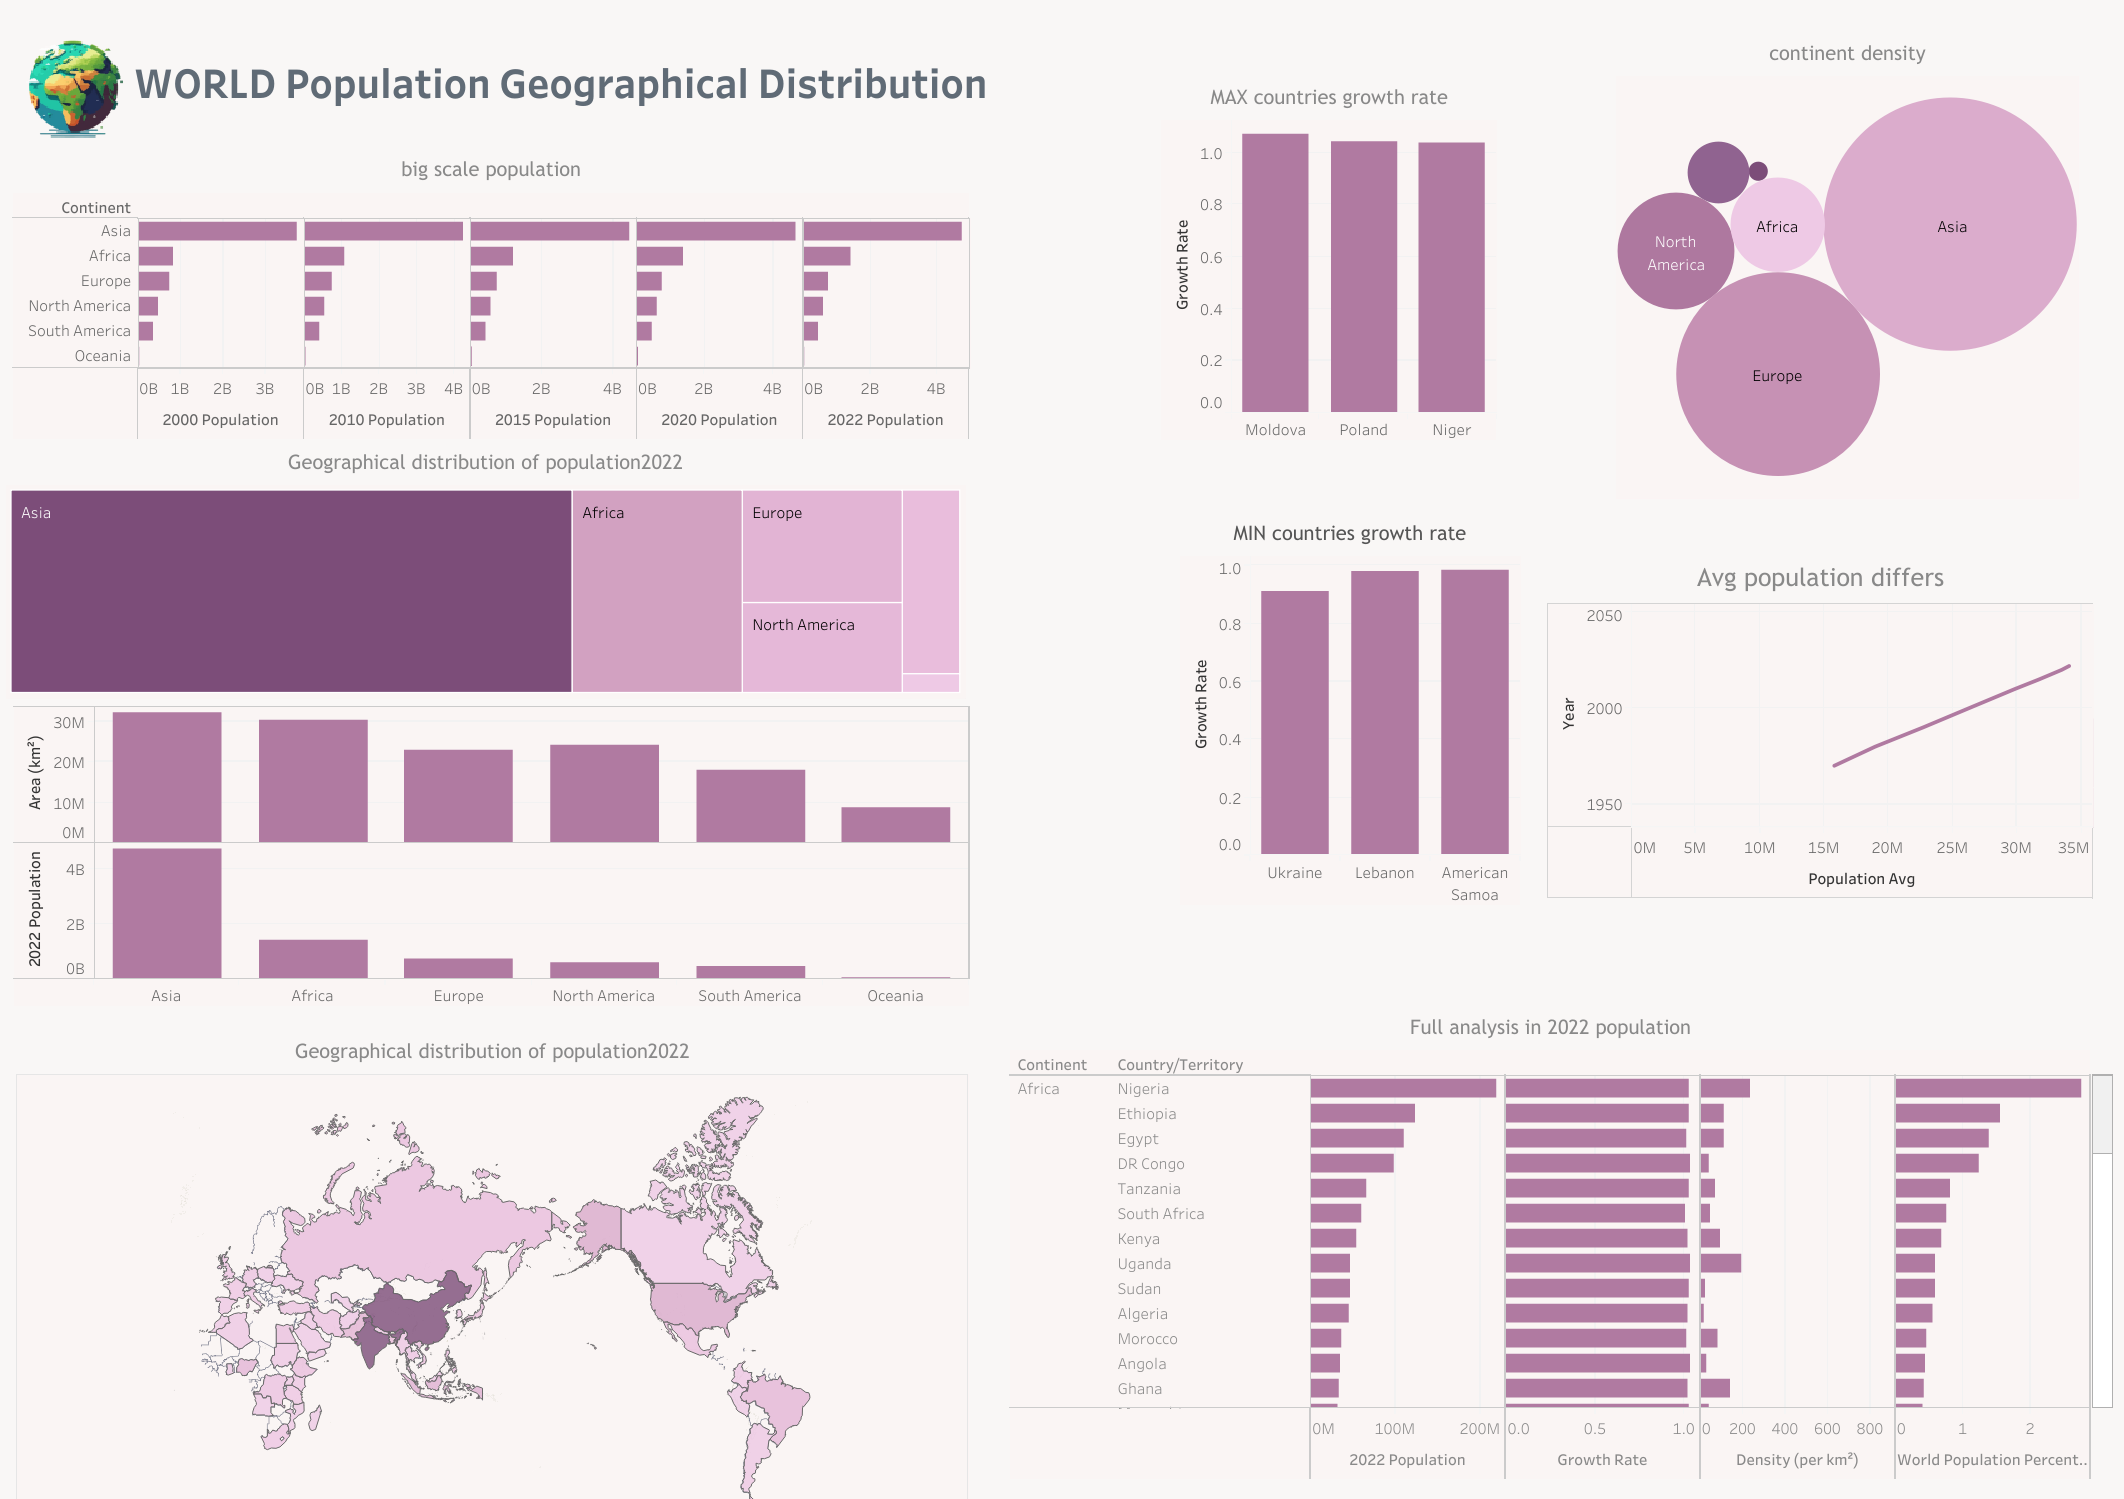 WORLD Population Geographical Distribution
big scale population
Continent
Asia
Africa
Europe
North America
South America
Oceania
0B 1B 2B 3B
0B 1B 2B 3B 4B
0B 2B 4B
0B 2B 4B
0B 2B 4B
2000 Population
2010 Population
2015 Population
2020 Population
2022 Population
Geographical distribution of population2022
Asia
Africa
Europe
North America
Area (km²)
30M
20M
10M
0M
2022 Population
4B
2B
0B
Asia
Africa
Europe
North America
South America
Oceania
Geographical distribution of population2022
MAX countries growth rate
Growth Rate
1.0
0.8
0.6
0.4
0.2
0.0
Moldova
Poland
Niger
continent density
North
America
Africa
Asia
Europe
MIN countries growth rate
Growth Rate
1.0
0.8
0.6
0.4
0.2
0.0
Ukraine
Lebanon
American
Samoa
Avg population differs
Year
2050
2000
1950
0M 5M 10M 15M 20M 25M 30M 35M
Population Avg
Full analysis in 2022 population
Continent Country/Territory
Africa Nigeria
Ethiopia
Egypt
DR Congo
Tanzania
South Africa
Kenya
Uganda
Sudan
Algeria
Morocco
Angola
Ghana
0M 100M 200M
0.0 0.5 1.0
0 200 400 600 800
0 1 2
2022 Population
Growth Rate
Density (per km²)
World Population Percent..